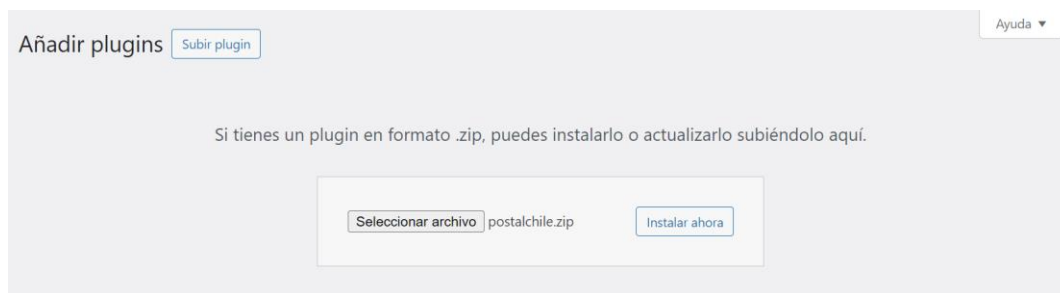 Ayuda ▼
Añadir plugins Subir plugin
Si tienes un plugin en formato .zip, puedes instalarlo o actualizarlo subiéndolo aquí.
Seleccionar archivo postalchile.zip Instalar ahora